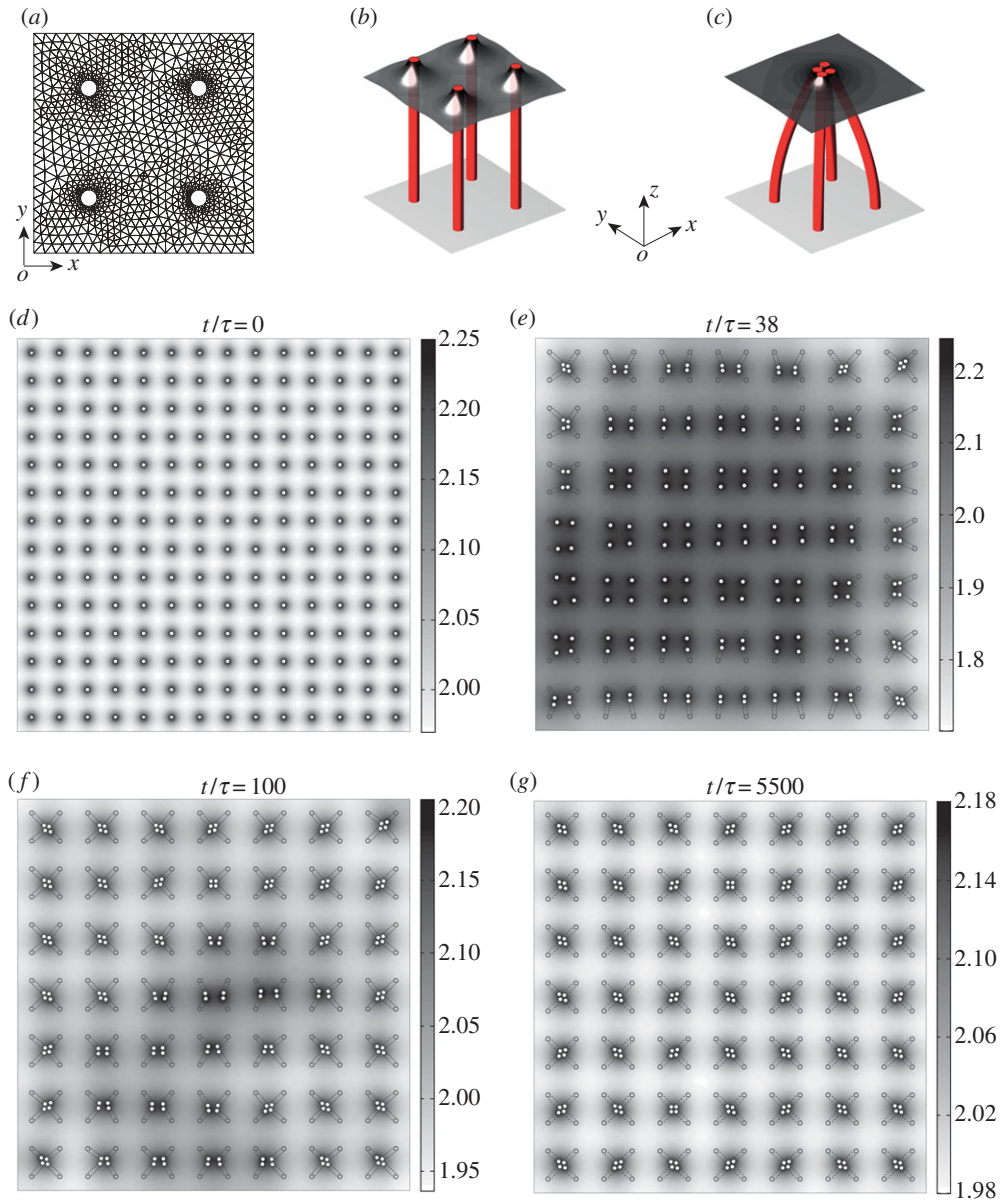 (a)
(b)
(c)
y
o
x
z
y
x
o
(d)
t/τ = 0
2.25
2.20
2.15
2.10
2.05
2.00
(e)
t/τ = 38
2.2
2.1
2.0
1.9
1.8
(f)
t/τ = 100
2.20
2.15
2.10
2.05
2.00
1.95
(g)
t/τ = 5500
2.18
2.14
2.10
2.06
2.02
1.98